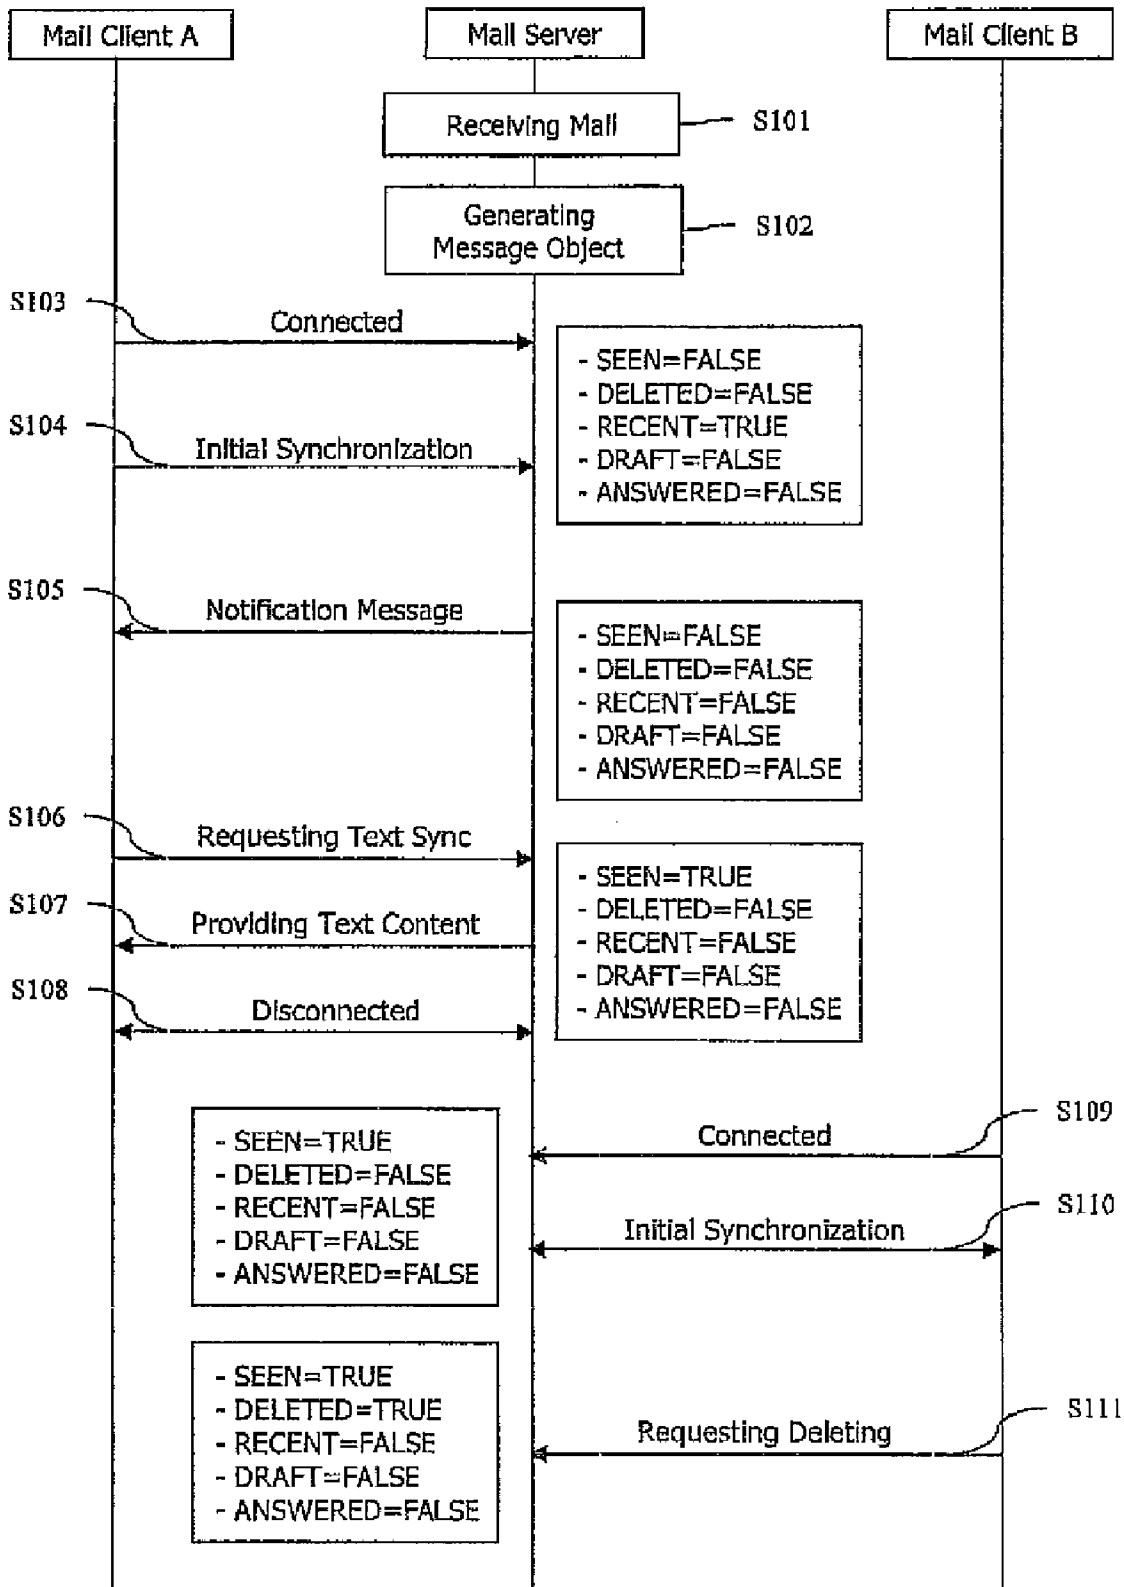 Mail Client A
Mail Server
Mail Client B
Receiving Mail
S101
Generating
Message Object
S102
S103
Connected
- SEEN=FALSE
- DELETED=FALSE
- RECENT=TRUE
- DRAFT=FALSE
- ANSWERED=FALSE
S104
Initial Synchronization
S105
Notification Message
- SEEN=FALSE
- DELETED=FALSE
- RECENT=FALSE
- DRAFT=FALSE
- ANSWERED=FALSE
S106
Requesting Text Sync
- SEEN=TRUE
- DELETED=FALSE
- RECENT=FALSE
- DRAFT=FALSE
- ANSWERED=FALSE
S107
Providing Text Content
S108
Disconnected
S109
Connected
- SEEN=TRUE
- DELETED=FALSE
- RECENT=FALSE
- DRAFT=FALSE
- ANSWERED=FALSE
S110
Initial Synchronization
- SEEN=TRUE
- DELETED=TRUE
- RECENT=FALSE
- DRAFT=FALSE
- ANSWERED=FALSE
S111
Requesting Deleting